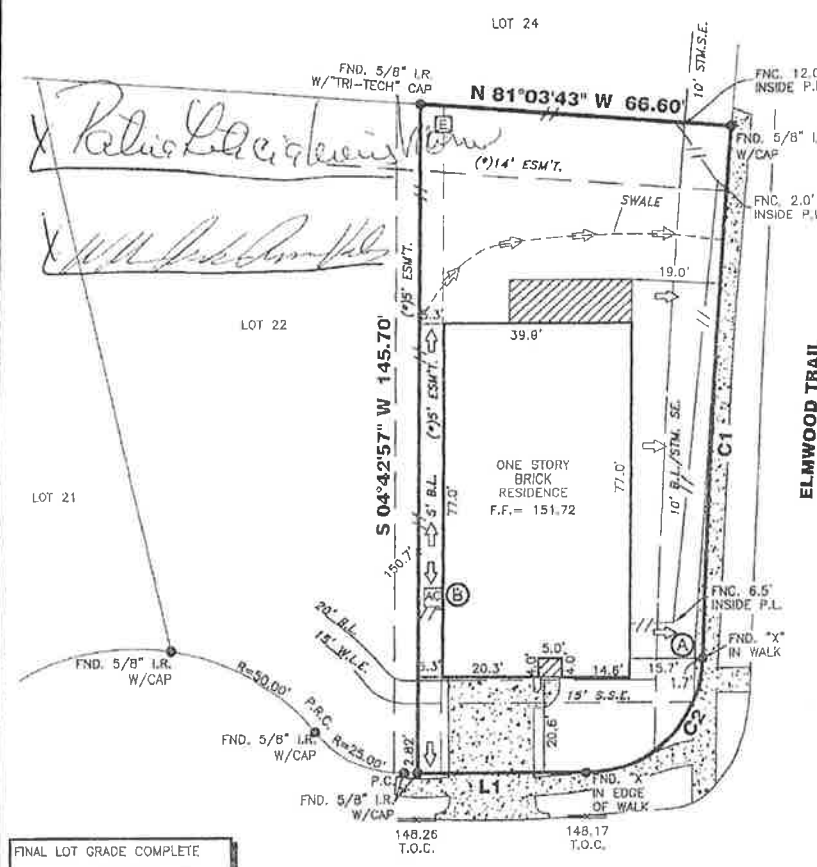 LOT 24
FND. 5/8" I.R.
W/"TRI-TECH" CAP
N 81°03'43" W 66.60'
10' STM.S.E.
FNC. 12.0
INSIDE P.L
E
FND. 5/8" I.
W/CAP
(*)14' ESM'T.
SWALE
FNC. 2.0'
INSIDE P.L
X
X
(*)5' ESM'T.
19.0'
LOT 22
5.3'
39.8'
S 04°42'57" W 145.70'
(*)5' ESM'T.
5' B.L.
77.0'
ONE STORY
BRICK
RESIDENCE
F.F.= 151.72
77.0'
10' B.L./STM. SE.
C1
ELMWOOD TRAIL
LOT 21
150.7'
AC
B
FNC. 6.5'
INSIDE P.L.
20' B.L.
15' W.L.E.
A
FND. "X"
IN WALK
FND. 5/8" I.R.
W/CAP
R=50.00'
P.R.C.
5.3'
20.3'
4.0'
5.0'
4.0'
14.6'
15.7'
1.7'
15' S.S.E.
20.6'
C2
FND. 5/8" I.R.
W/CAP
R=25.00'
2.82'
P.C.
L1
FND. 5/8" I.R.
W/CAP
FND. "X"
IN EDGE
OF WALK
148.26
T.O.C.
148.17
T.O.C.
FINAL LOT GRADE COMPLETE